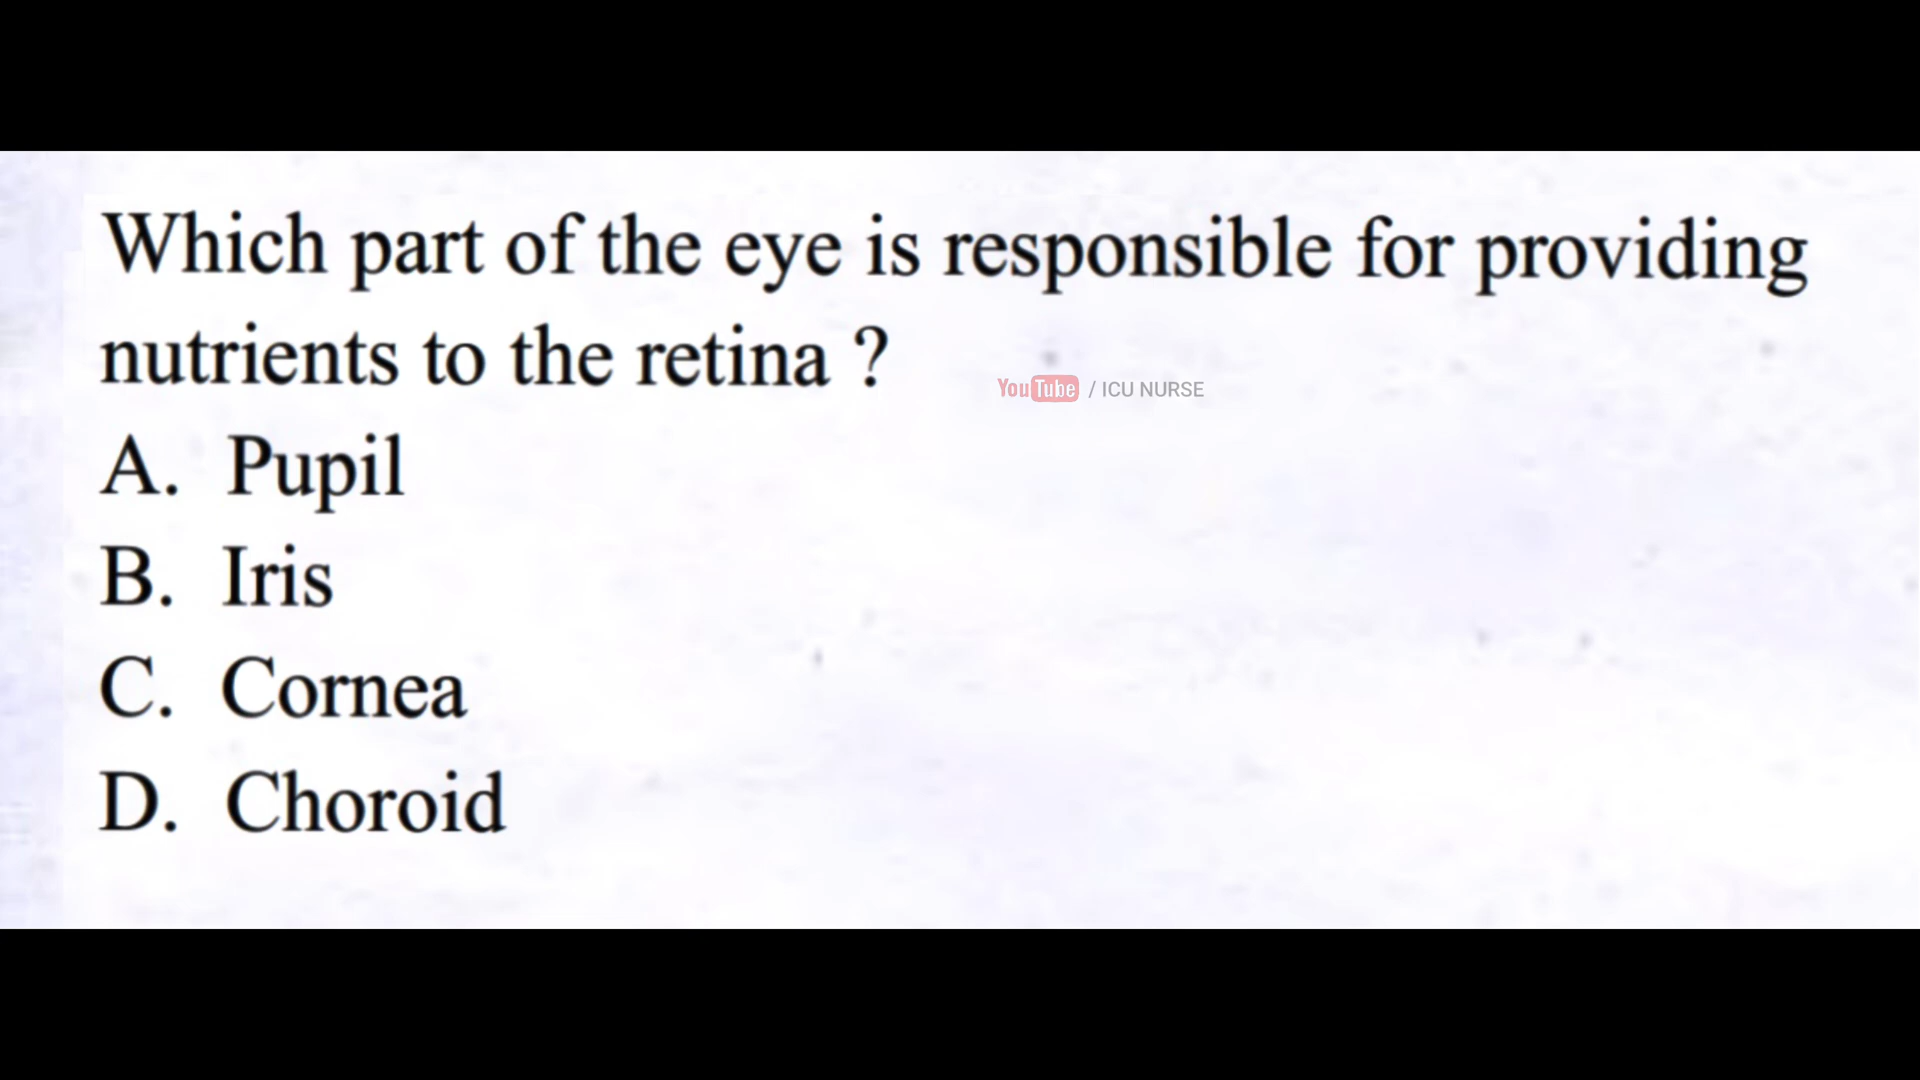 Which part of the eye is responsible for providing
nutrients to the retina ?
YouTube / ICU NURSE
A. Pupil
B. Iris
C. Cornea
D. Choroid